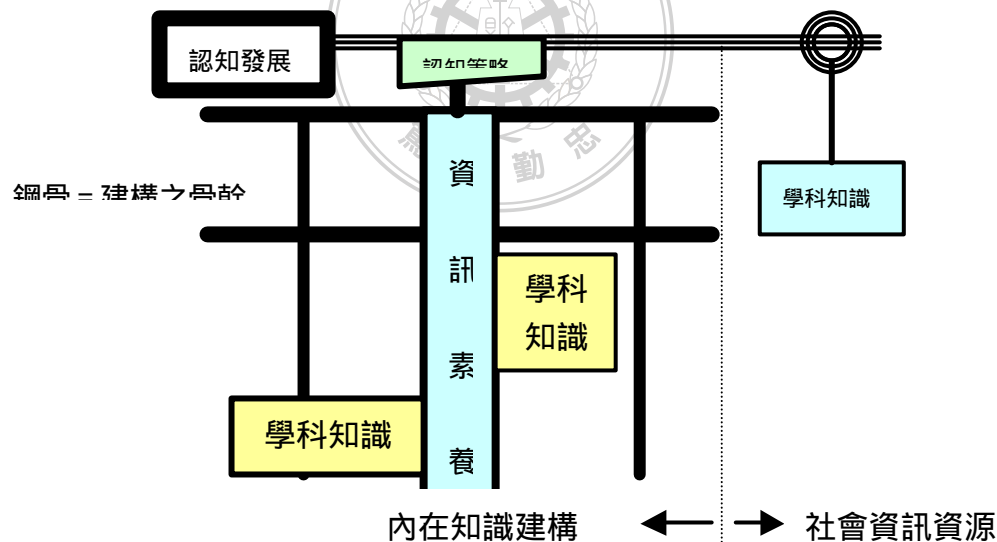 認知發展
認知策略
鋼骨 = 建構之骨幹
資
訊
素
養
學科知識
學科
知識
學科知識
內在知識建構
社會資訊資源
勤
忠